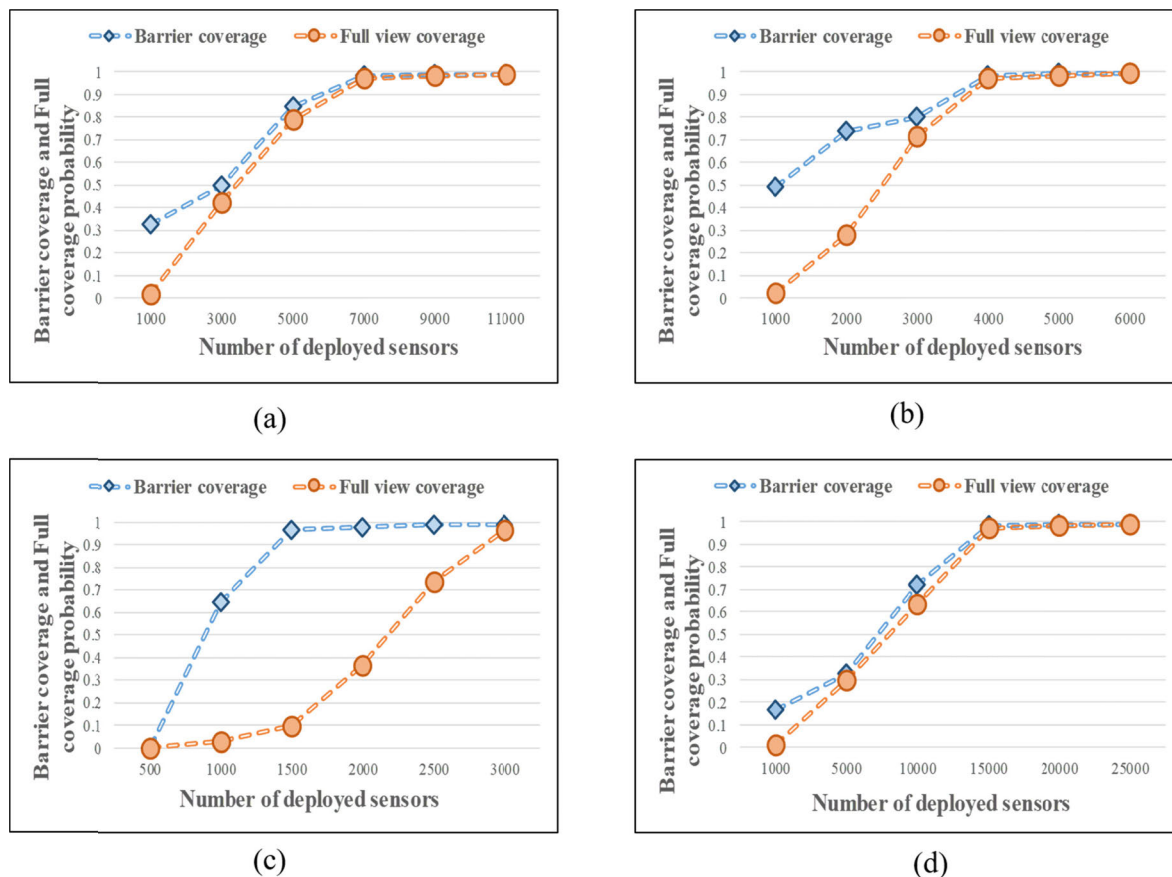 Barrier coverage Full view coverage
Barrier coverage and Full
coverage probability
1
0.9
0.8
0.7
0.6
0.5
0.4
0.3
0.2
0.1
0
1000 3000 5000 7000 9000 11000
Number of deployed sensors
(a)
Barrier coverage Full view coverage
Barrier coverage and Full
coverage probability
1
0.9
0.8
0.7
0.6
0.5
0.4
0.3
0.2
0.1
0
1000 2000 3000 4000 5000 6000
Number of deployed sensors
(b)
Barrier coverage Full view coverage
Barrier coverage and Full
coverage probability
1
0.9
0.8
0.7
0.6
0.5
0.4
0.3
0.2
0.1
0
500 1000 1500 2000 2500 3000
Number of deployed sensors
(c)
Barrier coverage Full view coverage
Barrier coverage and Full
coverage probability
1
0.9
0.8
0.7
0.6
0.5
0.4
0.3
0.2
0.1
0
1000 5000 10000 15000 20000 25000
Number of deployed sensors
(d)